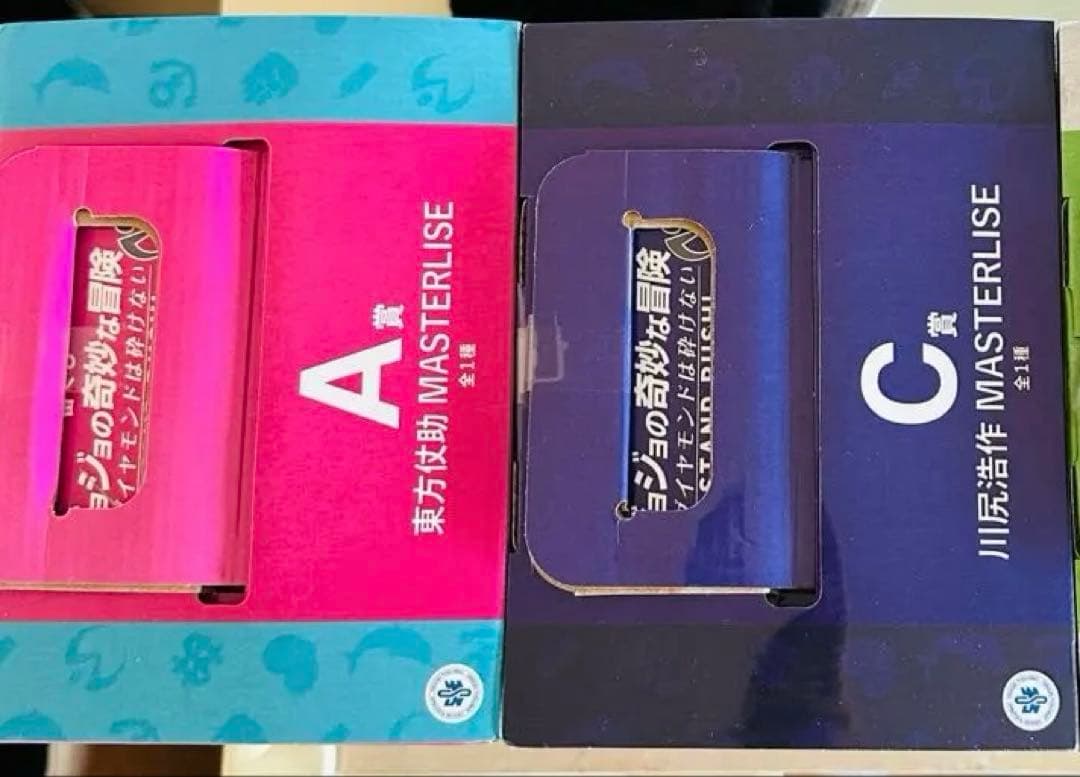 A賞
東方仗助 MASTERLISE
全1種
ョジョの奇妙な冒険
イヤモンドは砕けない
C賞
川尻浩作 MASTERLISE
全1種
ョジョの奇妙な冒険
イヤモンドは砕けない
STAND RUSH